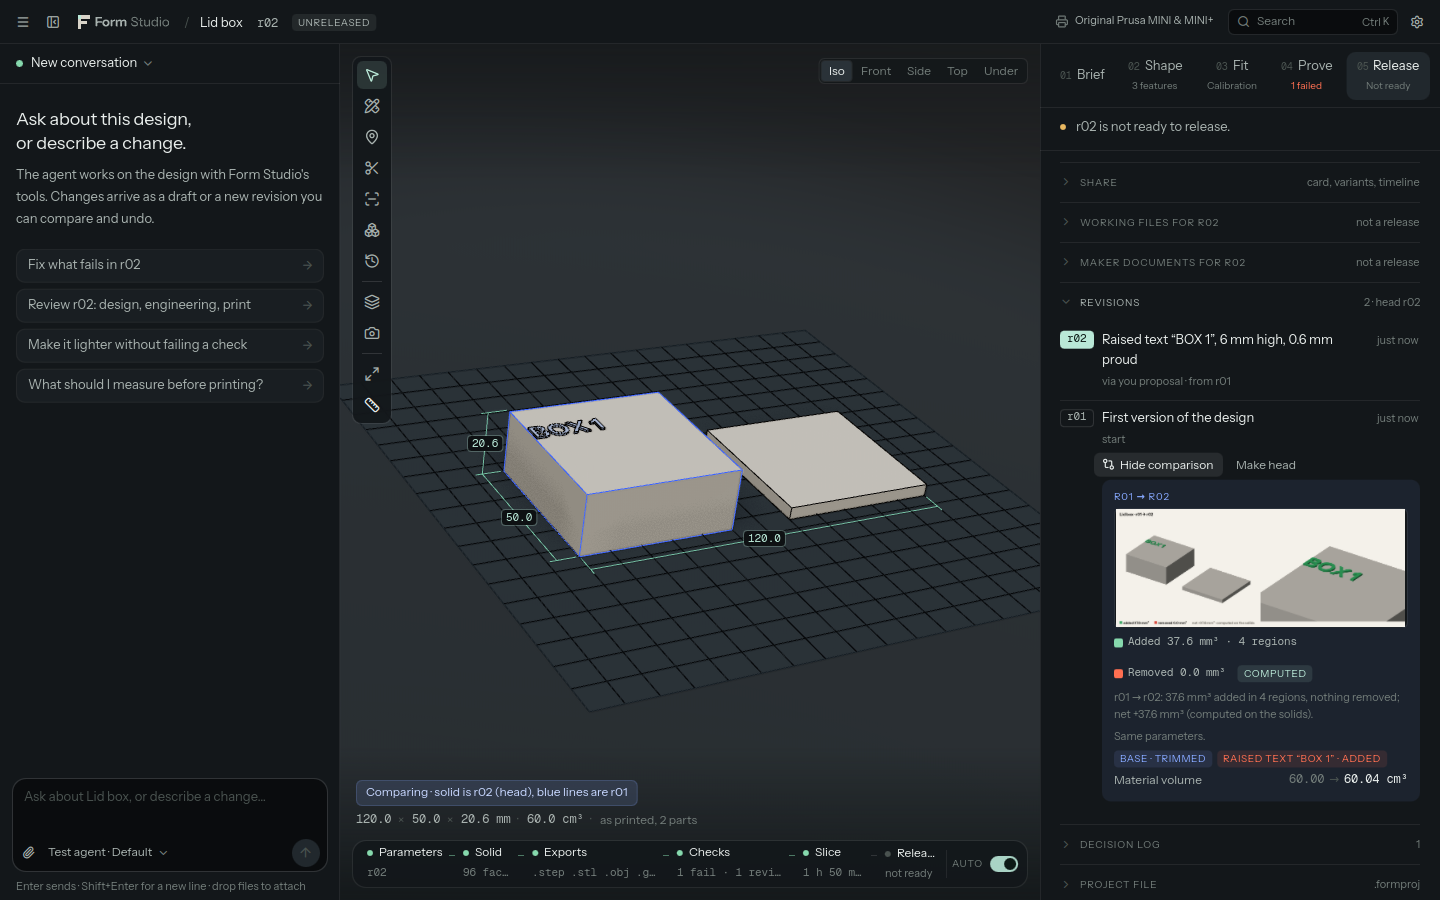 Form Studio / Lid box r02 UNRELEASED
Original Prusa MINI & MINI+
Search Ctrl K
New conversation
Ask about this design,
or describe a change.
The agent works on the design with Form Studio's
tools. Changes arrive as a draft or a new revision you
can compare and undo.
Fix what fails in r02
Review r02: design, engineering, print
Make it lighter without failing a check
What should I measure before printing?
Ask about Lid box, or describe a change...
Test agent · Default
Enter sends · Shift+Enter for a new line · drop files to attach
Iso Front Side Top Under
BOX 1
20.6
50.0
120.0
Comparing · solid is r02 (head), blue lines are r01
120.0 × 50.0 × 20.6 mm · 60.0 cm³ · as printed, 2 parts
Parameters
r02
Solid
96 fac…
Exports
.step .stl .obj .g…
Checks
1 fail · 1 revi…
Slice
1 h 50 m…
Relea…
not ready
AUTO
01 Brief
02 Shape
3 features
03 Fit
Calibration
04 Prove
1 failed
05 Release
Not ready
r02 is not ready to release.
SHARE card, variants, timeline
WORKING FILES FOR R02 not a release
MAKER DOCUMENTS FOR R02 not a release
REVISIONS 2 · head r02
r02 Raised text “BOX 1”, 6 mm high, 0.6 mm just now
proud
via you proposal · from r01
r01 First version of the design just now
start
Hide comparison Make head
R01 → R02
BOX 1
BOX 1
Added 37.6 mm³ · 4 regions
Removed 0.0 mm³ COMPUTED
r01 → r02: 37.6 mm³ added in 4 regions, nothing removed;
net +37.6 mm³ (computed on the solids).
Same parameters.
BASE · TRIMMED RAISED TEXT “BOX 1” · ADDED
Material volume 60.00 → 60.04 cm³
DECISION LOG 1
PROJECT FILE .formproj